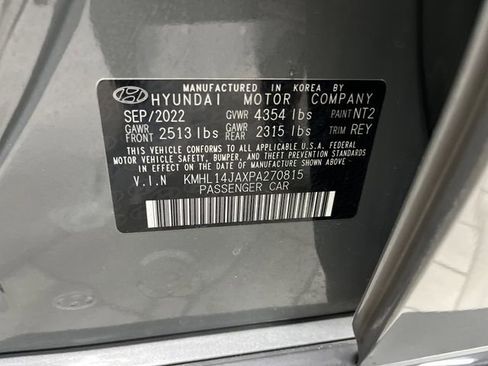 MANUFACTURED IN KOREA BY
HYUNDAI MOTOR COMPANY
SEP/2022 GVWR 4354 lbs PAINT NT2
GAWR FRONT 2513 lbs GAWR REAR 2315 lbs TRIM REY
THIS VEHICLE CONFORMS TO ALL APPLICABLE U.S.A. FEDERAL
MOTOR VEHICLE SAFETY, BUMPER, AND THEFT PREVENTION
STANDARDS IN EFFECT ON THE DATE OF MANUFACTURE SHOWN ABOVE.
V.I.N KMHL14JAXPA270815
PASSENGER CAR